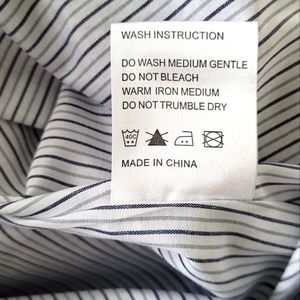 WASH INSTRUCTION
DO WASH MEDIUM GENTLE
DO NOT BLEACH
WARM IRON MEDIUM
DO NOT TRUMBLE DRY
40C
MADE IN CHINA